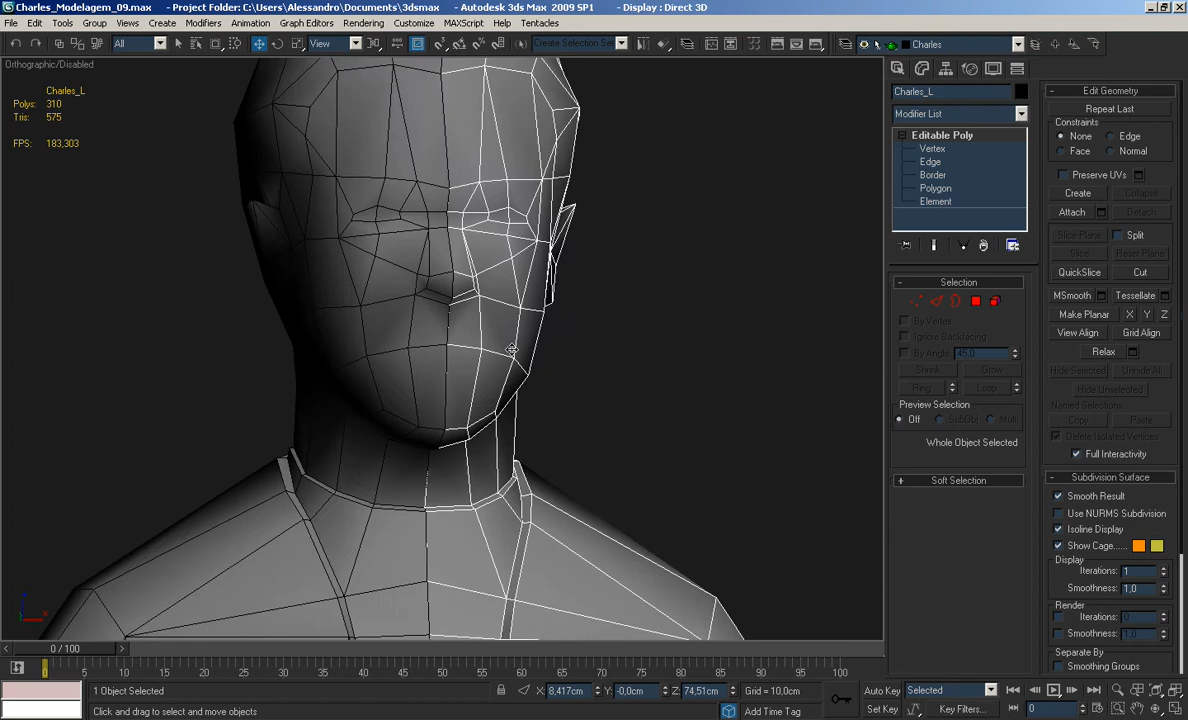 Charles_Modelagem_09.max - Project Folder: C:\Users\Alessandro\Documents\3dsmax - Autodesk 3ds Max 2009 SP1 - Display : Direct 3D
File Edit Tools Group Views Create Modifiers Animation Graph Editors Rendering Customize MAXScript Help Tentacles
All View Create Selection Set Charles
Orthographic/Disabled
Charles_L
Polys: 310
Tris: 575
FPS: 183,303
Charles_L
Modifier List
Editable Poly
Vertex
Edge
Border
Polygon
Element
Selection
By Vertex
Ignore Backfacing
By Angle: 45,0
Shrink Grow
Ring Loop
Preview Selection
Off SubObj Multi
Whole Object Selected
Soft Selection
Edit Geometry
Repeat Last
Constraints
None Edge
Face Normal
Preserve UVs
Create Collapse
Attach Detach
Slice Plane Split
Slice Reset Plane
QuickSlice Cut
MSmooth Tessellate
Make Planar X Y Z
View Align Grid Align
Relax
Hide Selected Unhide All
Hide Unselected
Named Selections
Copy Paste
Delete Isolated Vertices
Full Interactivity
Subdivision Surface
Smooth Result
Use NURMS Subdivision
Isoline Display
Show Cage......
Display
Iterations: 1
Smoothness: 1,0
Render
Iterations: 0
Smoothness: 1,0
Separate By
Smoothing Groups
0 / 100
0 5 10 15 20 25 30 35 40 45 50 55 60 65 70 75 80 85 90 95 100
1 Object Selected X: 8,417cm Y: -0,0cm Z: 74,51cm Grid = 10,0cm Auto Key Selected
Click and drag to select and move objects Add Time Tag Set Key Key Filters... 0